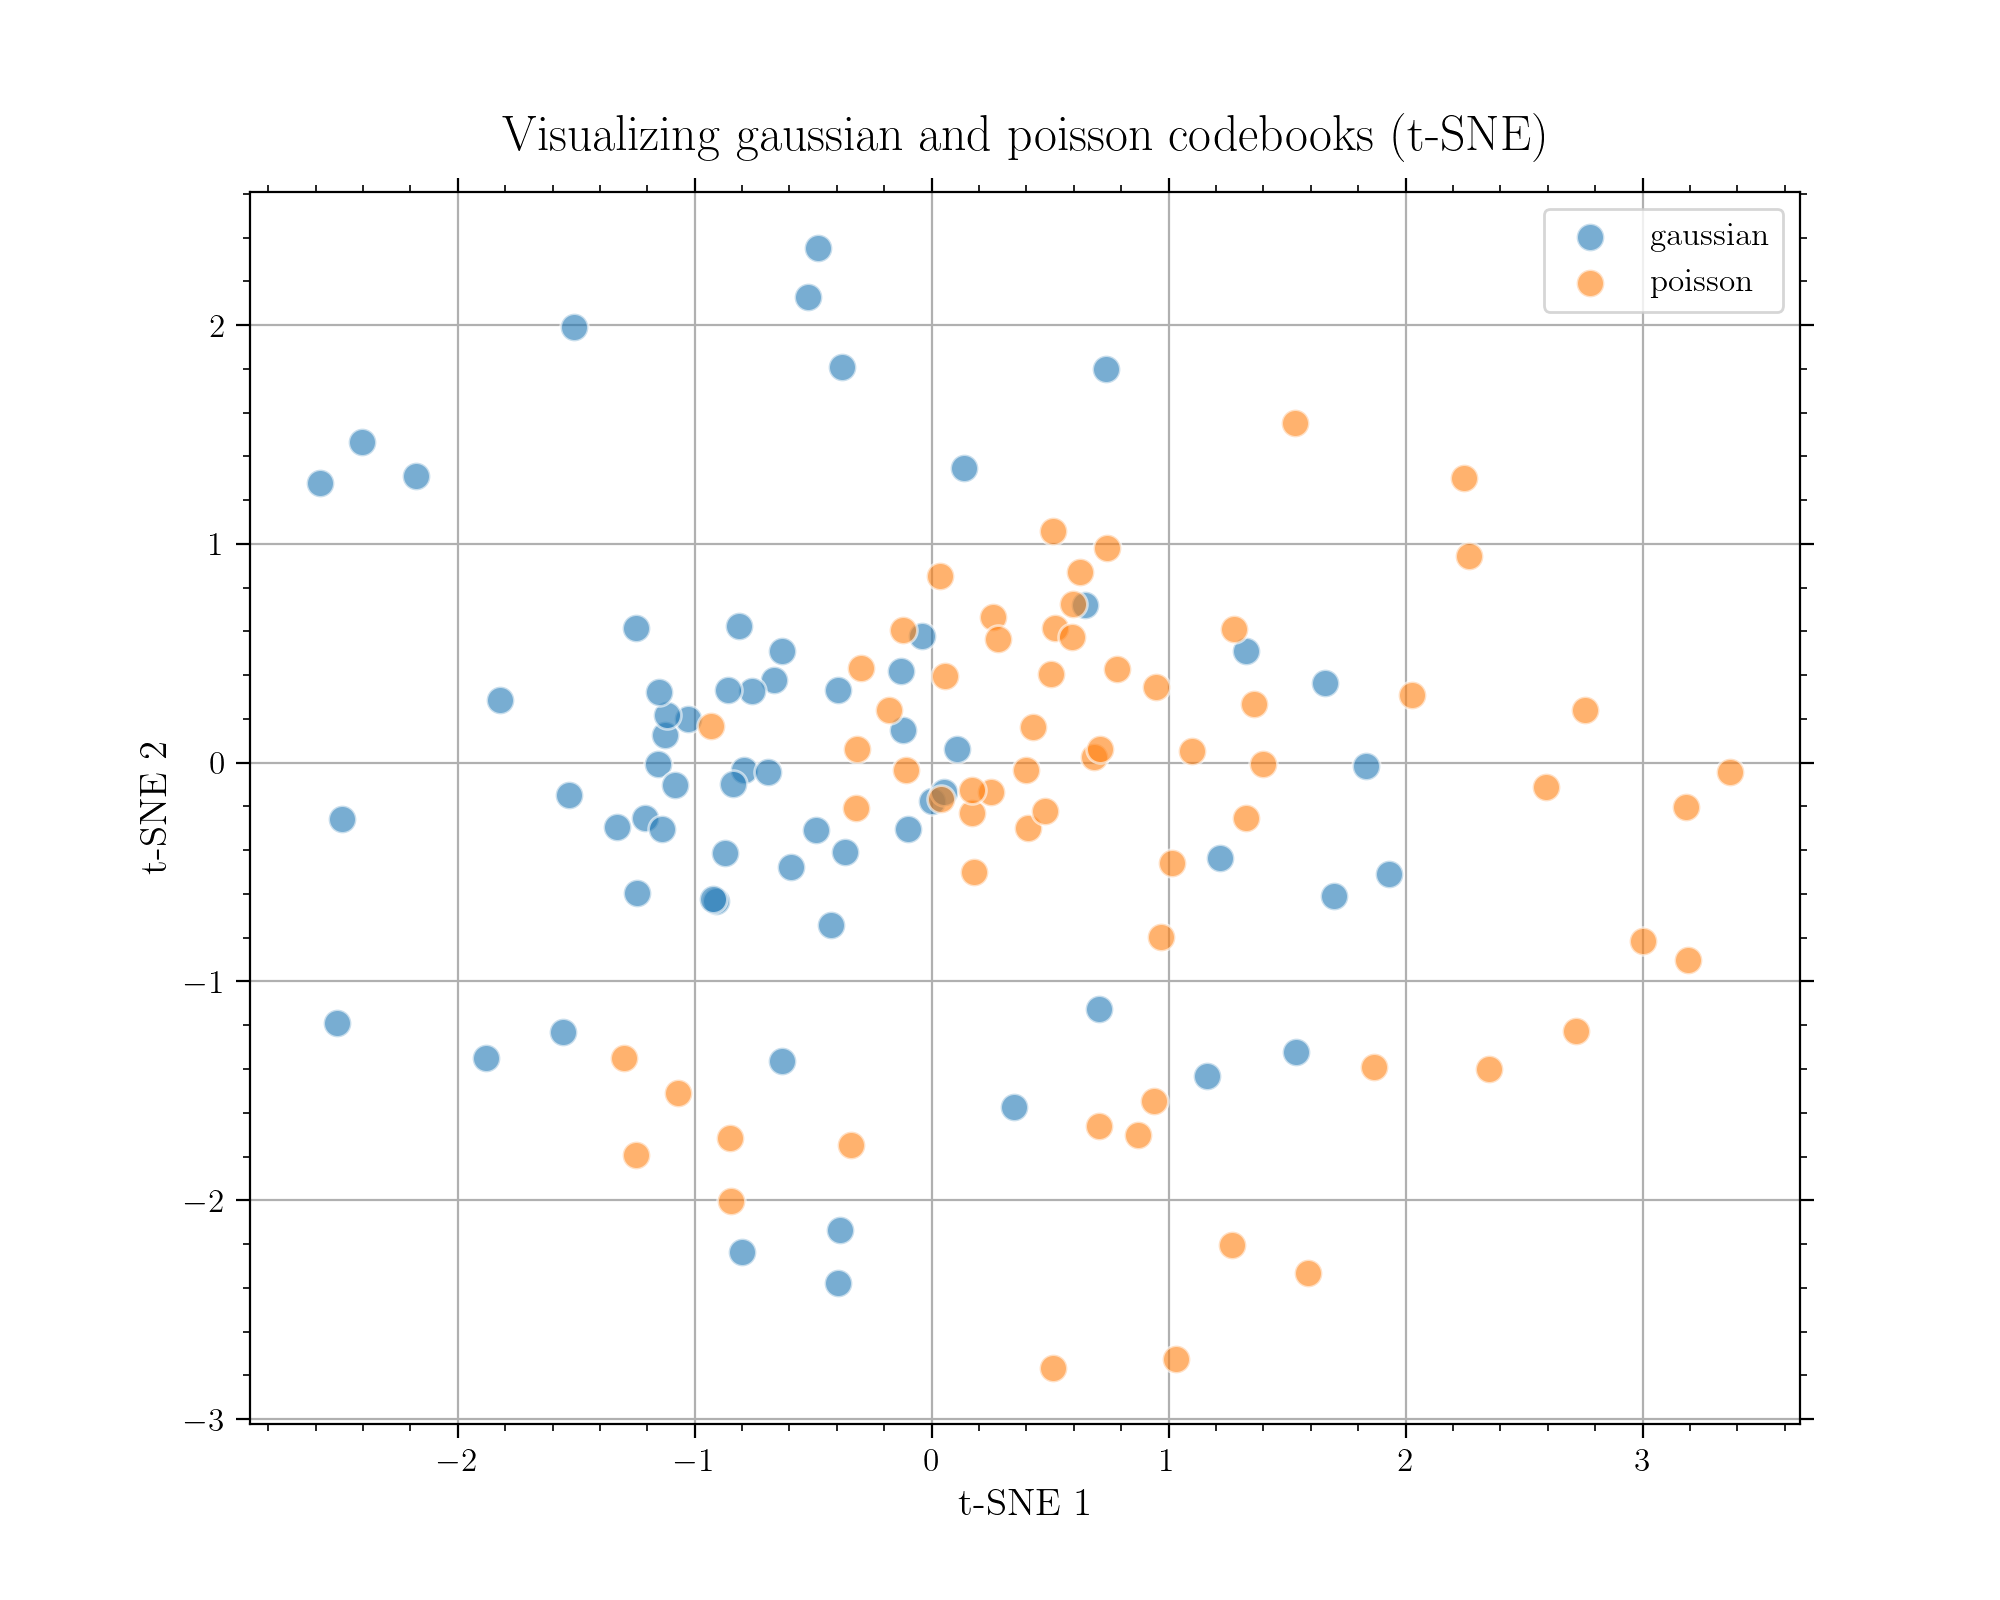 Visualizing gaussian and poisson codebooks (t-SNE)
gaussian
poisson
t-SNE 2
2
1
0
−1
−2
−3
−2 −1 0 1 2 3
t-SNE 1